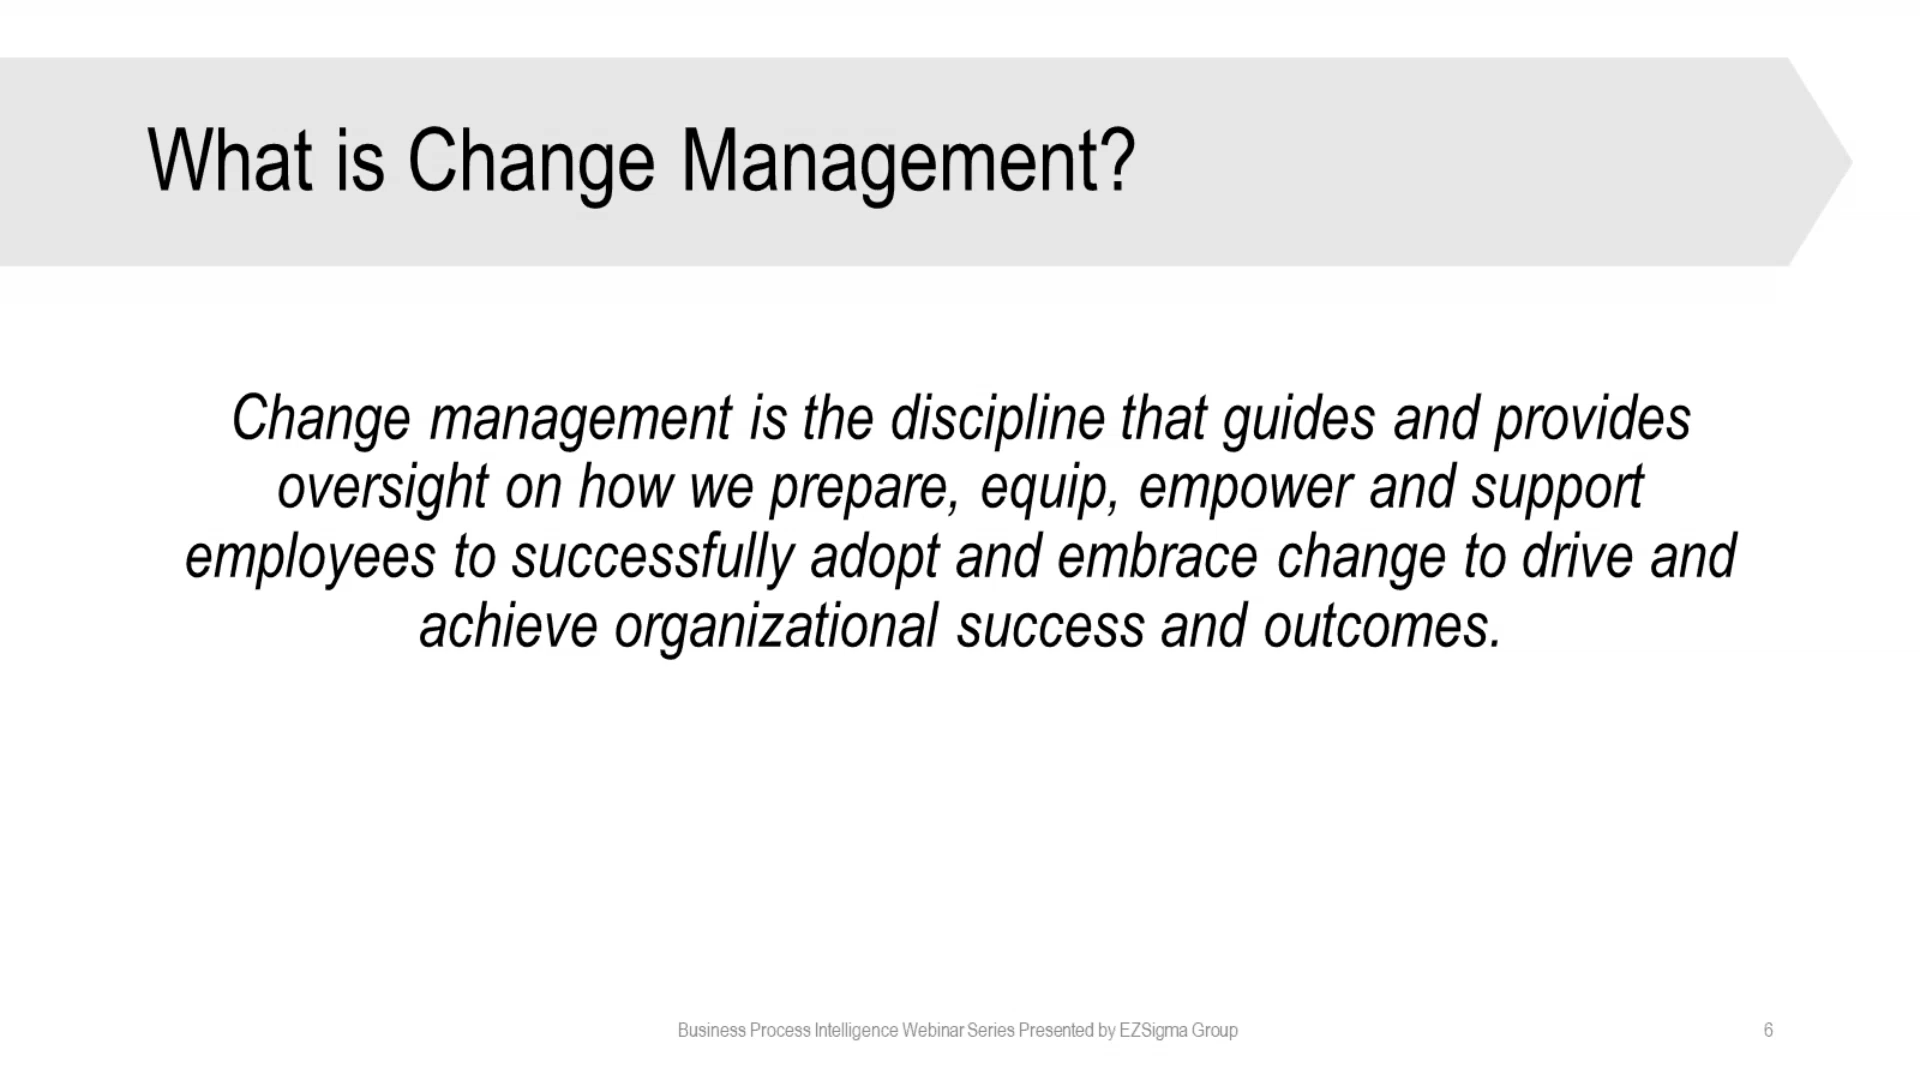 What is Change Management?
Change management is the discipline that guides and provides
oversight on how we prepare, equip, empower and support
employees to successfully adopt and embrace change to drive and
achieve organizational success and outcomes.
Business Process Intelligence Webinar Series Presented by EZSigma Group
6